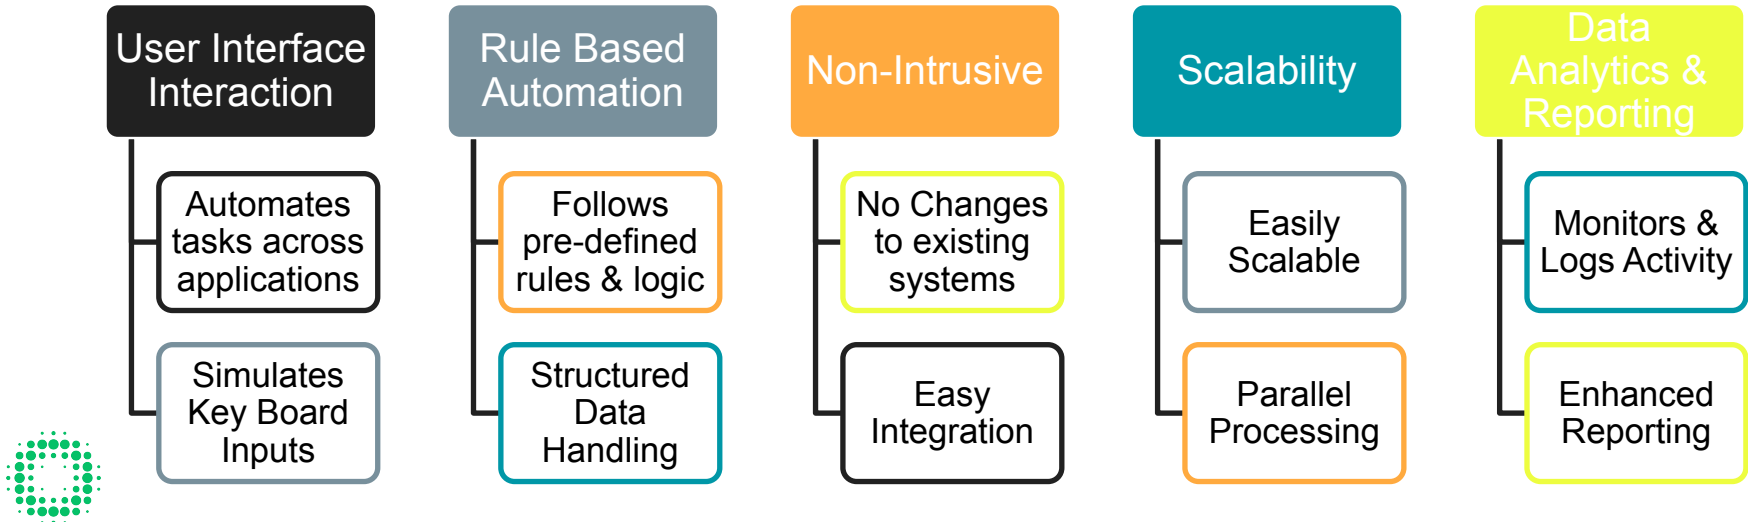 User Interface
Interaction
Automates
tasks across
applications
Simulates
Key Board
Inputs
Rule Based
Automation
Follows
pre-defined
rules & logic
Structured
Data
Handling
Non-Intrusive
No Changes
to existing
systems
Easy
Integration
Scalability
Easily
Scalable
Parallel
Processing
Data
Analytics &
Reporting
Monitors &
Logs Activity
Enhanced
Reporting